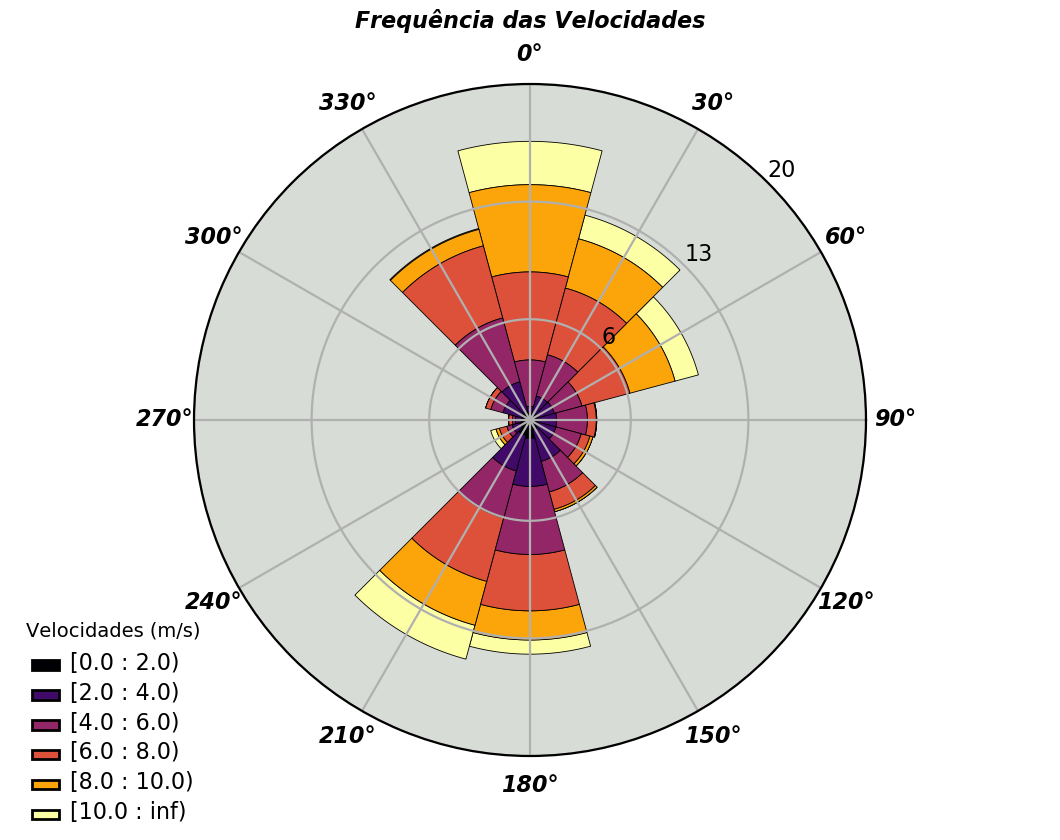 Frequência das Velocidades
0°
330°
30°
20
300°
60°
13
6
270°
90°
240°
120°
210°
150°
180°
Velocidades (m/s)
[0.0 : 2.0)
[2.0 : 4.0)
[4.0 : 6.0)
[6.0 : 8.0)
[8.0 : 10.0)
[10.0 : inf)